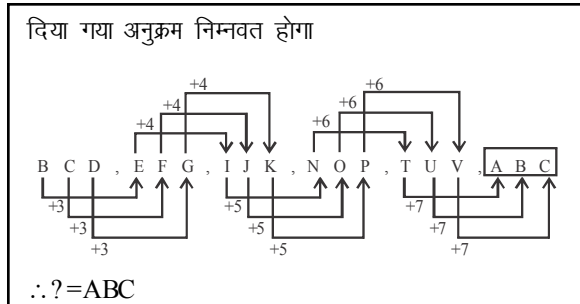 दिया गया अनुक्रम निम्नवत होगा
+4 +4 +4 +6 +6 +6
B C D , E F G , I J K , N O P , T U V , A B C
+3 +3 +3 +5 +5 +5 +7 +7 +7
∴ ? = ABC